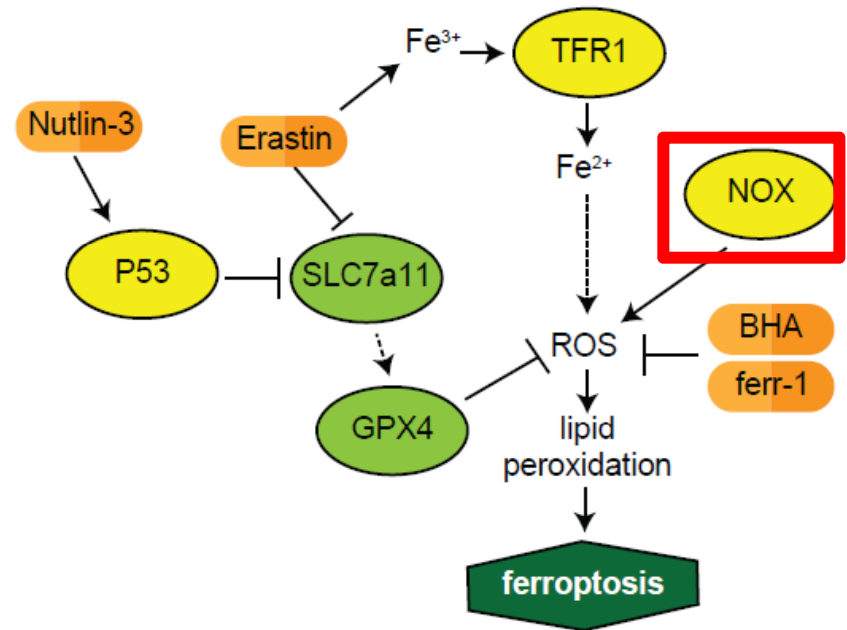 Fe³⁺
TFR1
Nutlin-3
Erastin
Fe²⁺
NOX
P53
SLC7a11
BHA
ROS
ferr-1
GPX4
lipid
peroxidation
ferroptosis